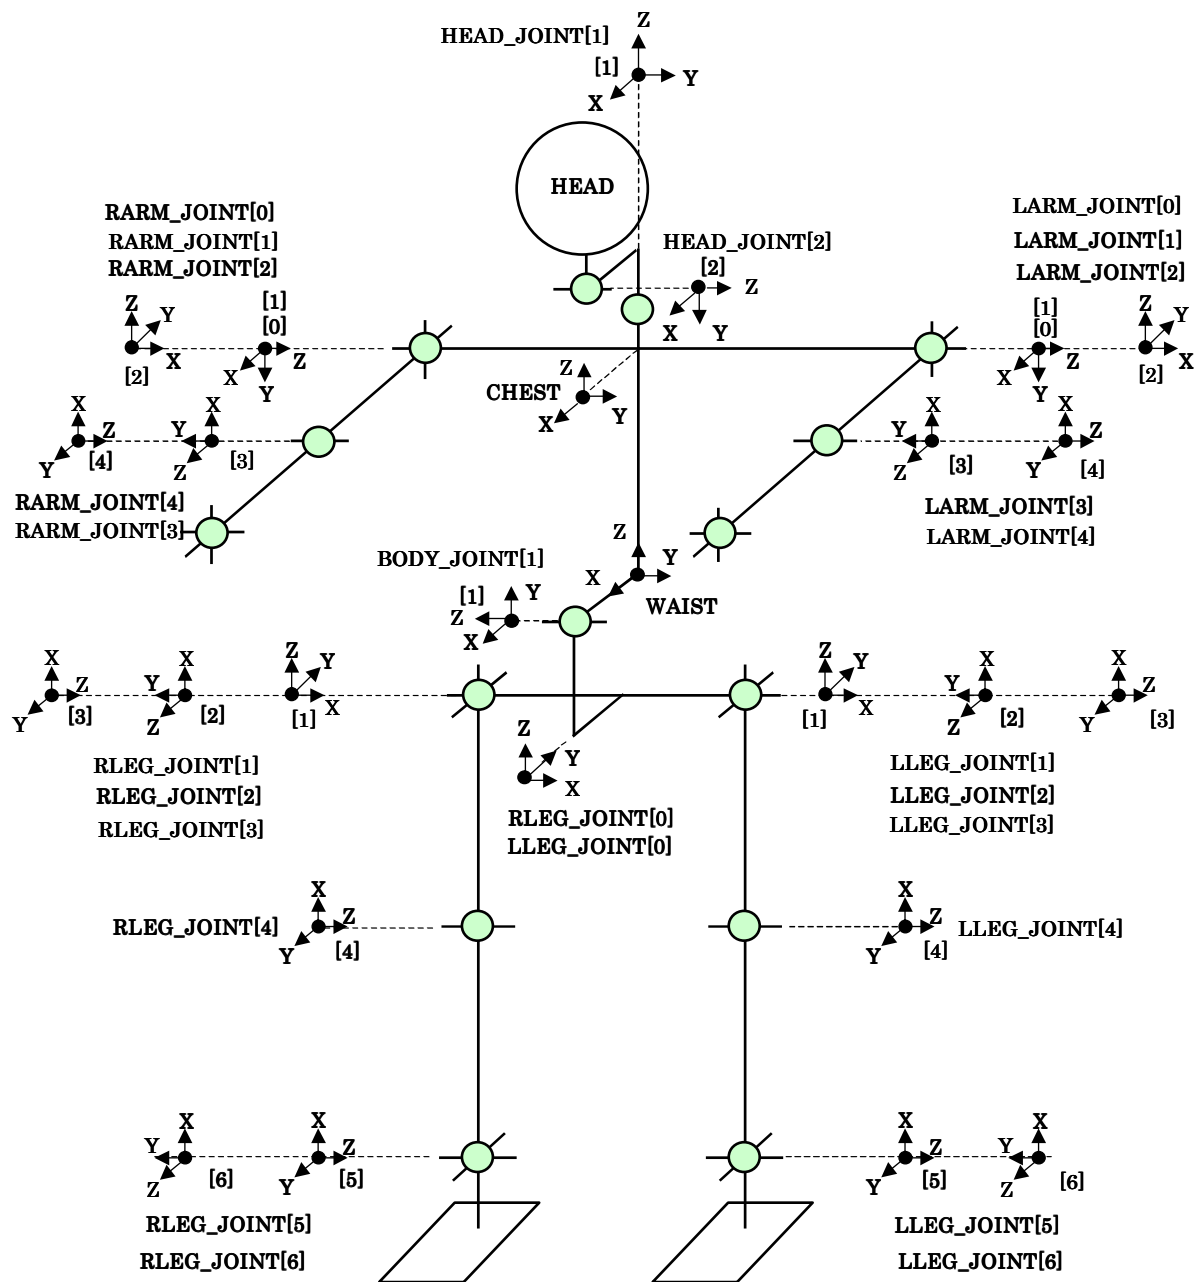 Z
HEAD_JOINT[1]
[1]
Y
X
HEAD
RARM_JOINT[0]
RARM_JOINT[1]
RARM_JOINT[2]
LARM_JOINT[0]
LARM_JOINT[1]
LARM_JOINT[2]
HEAD_JOINT[2]
[2]
Z
X Y
Z Y
X
[2]
[1]
[0]
Z
X
Y
[1]
[0]
Z
X
Y
Z Y
X
[2]
CHEST
Z
Y
X
X
Z
Y
[4]
X
Y
Z
[3]
RARM_JOINT[4]
RARM_JOINT[3]
X
Y
Z
[3]
X
Z
Y
[4]
LARM_JOINT[3]
LARM_JOINT[4]
BODY_JOINT[1]
Z
Y
X
WAIST
[1] Y
Z
X
X
Z
Y
[3]
X
Y
Z
[2]
Z
Y
X
[1]
Z
Y
X
[1]
X
Y
Z
[2]
X
Z
Y
[3]
RLEG_JOINT[1]
RLEG_JOINT[2]
RLEG_JOINT[3]
Z
Y
X
RLEG_JOINT[0]
LLEG_JOINT[0]
LLEG_JOINT[1]
LLEG_JOINT[2]
LLEG_JOINT[3]
RLEG_JOINT[4]
X
Z
Y
[4]
X
Z
Y
[4]
LLEG_JOINT[4]
X
Y
Z
[6]
X
Z
Y
[5]
X
Z
Y
[5]
X
Y
Z
[6]
RLEG_JOINT[5]
RLEG_JOINT[6]
LLEG_JOINT[5]
LLEG_JOINT[6]